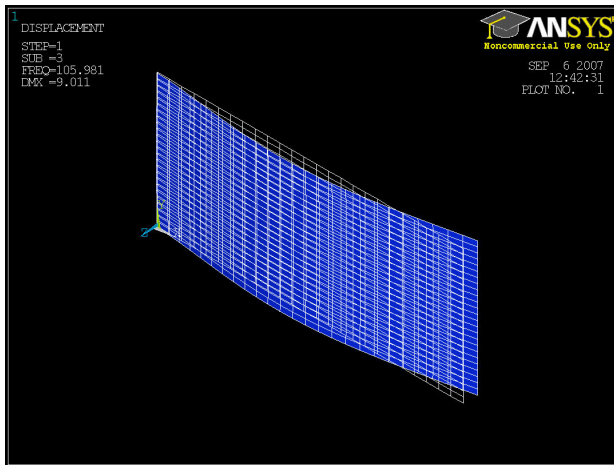 1
DISPLACEMENT
STEP=1
SUB =3
FREQ=105.981
DMX =9.011
ANSYS
Noncommercial Use Only
SEP 6 2007
12:42:31
PLOT NO. 1
Y
Z X